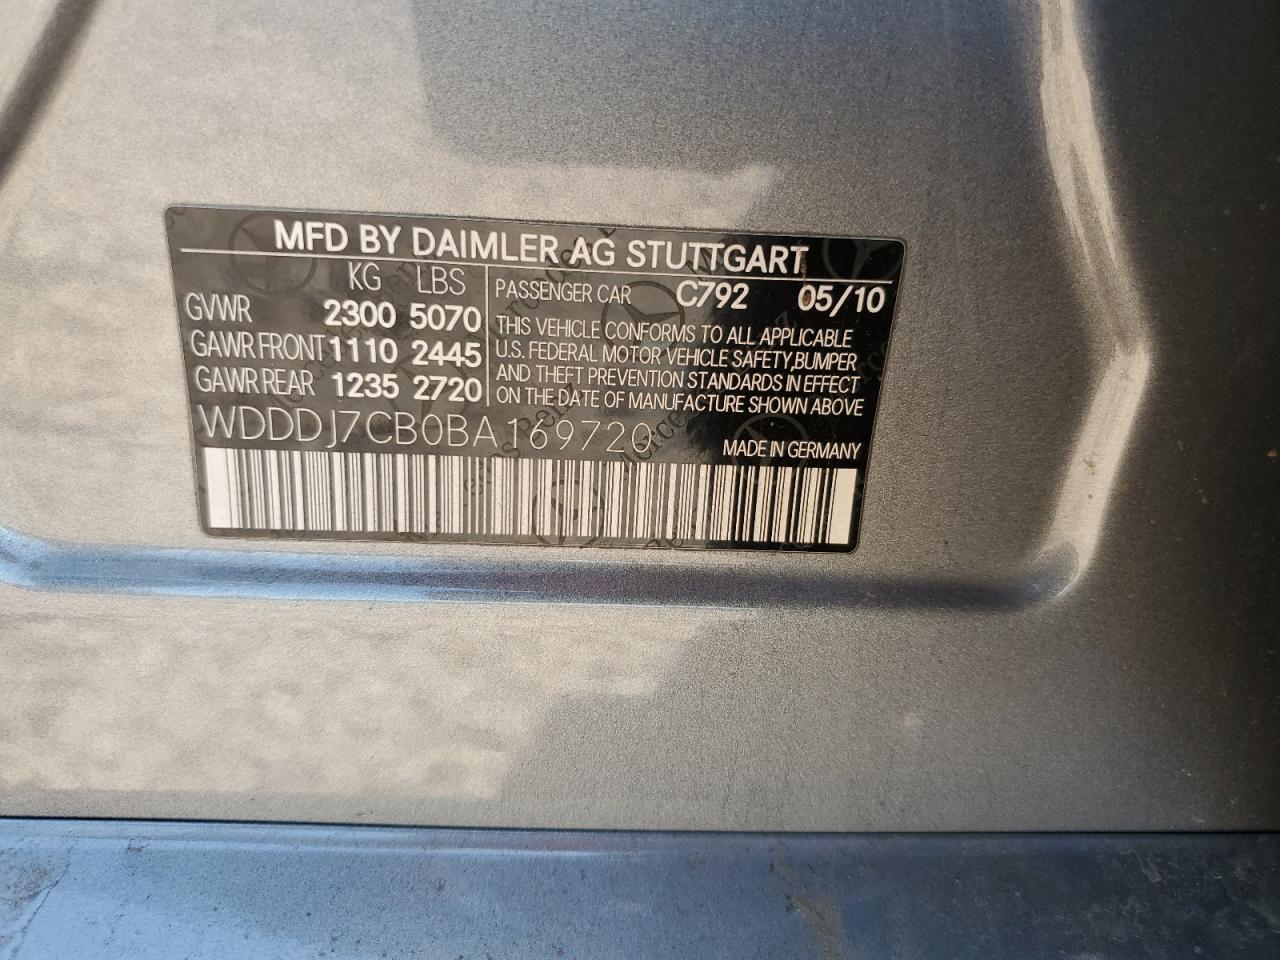 MFD BY DAIMLER AG STUTTGART
KG LBS
GVWR 2300 5070
GAWR FRONT 1110 2445
GAWR REAR 1235 2720
PASSENGER CAR C792 05/10
THIS VEHICLE CONFORMS TO ALL APPLICABLE
U.S. FEDERAL MOTOR VEHICLE SAFETY,BUMPER
AND THEFT PREVENTION STANDARDS IN EFFECT
ON THE DATE OF MANUFACTURE SHOWN ABOVE
WDDDJ7CB0BA169720
MADE IN GERMANY